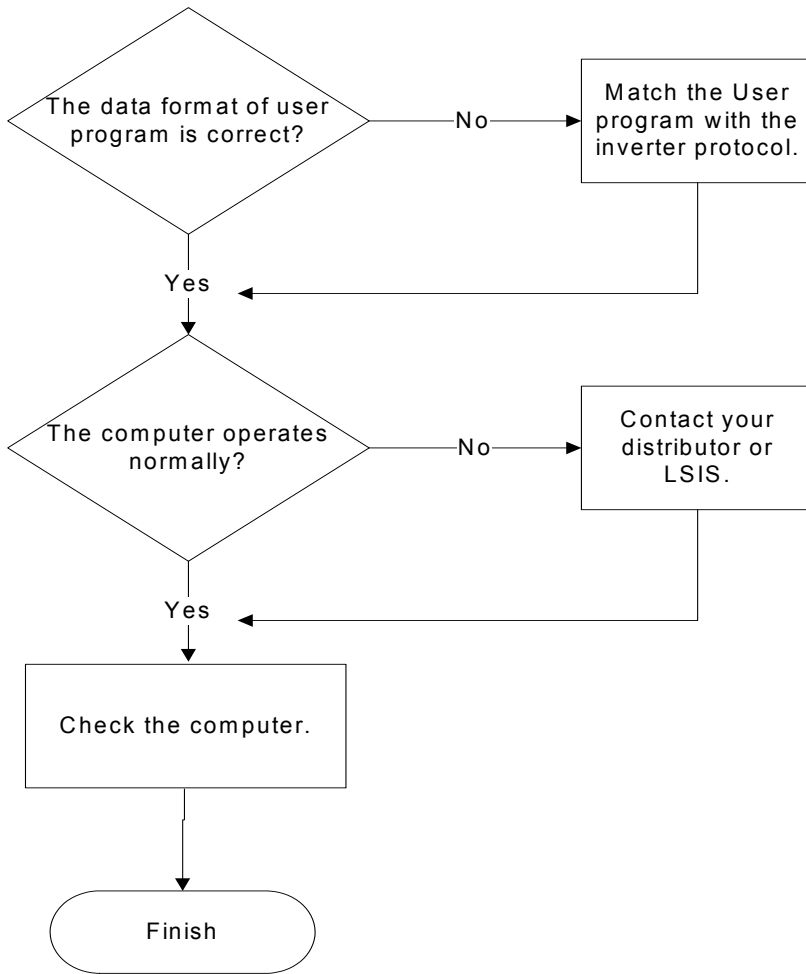 The data format of user
program is correct?
No
Match the User
program with the
inverter protocol.
Yes
The computer operates
normally?
No
Contact your
distributor or
LSIS.
Yes
Check the computer.
Finish